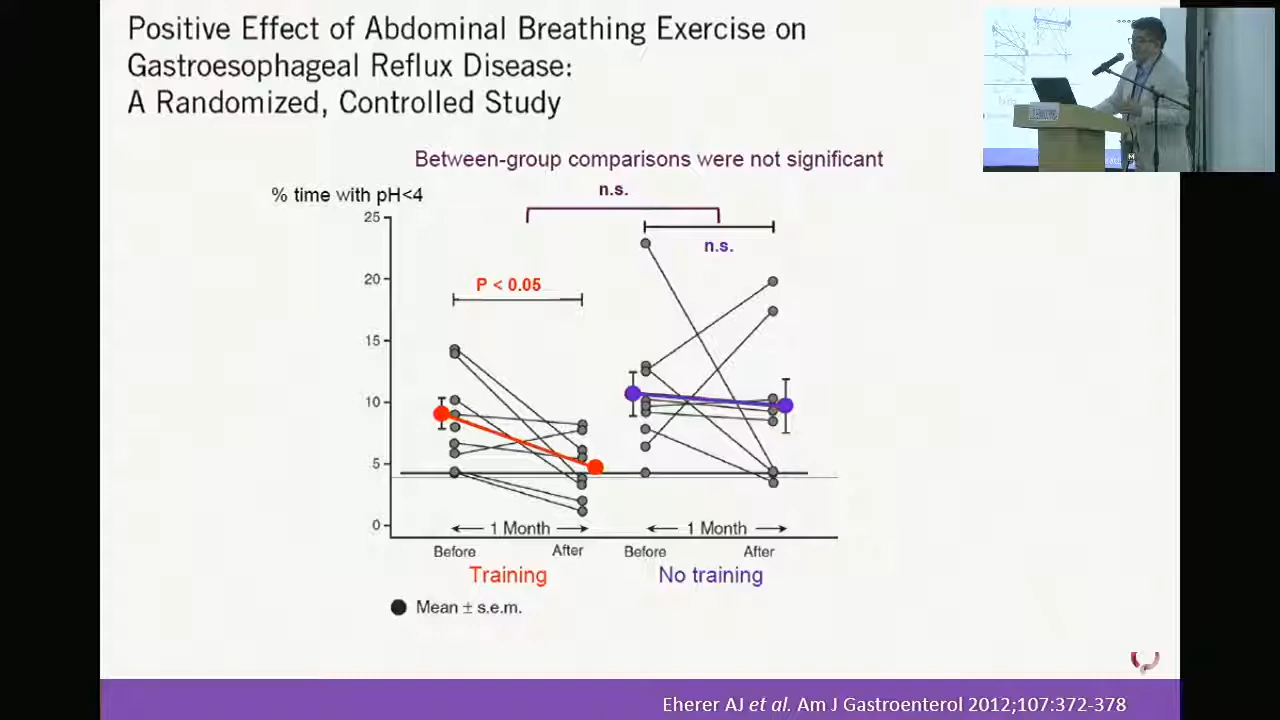 Positive Effect of Abdominal Breathing Exercise on
Gastroesophageal Reflux Disease:
A Randomized, Controlled Study
Between-group comparisons were not significant
n.s.
% time with pH<4
25
n.s.
20
P < 0.05
15
10
5
0
1 Month
1 Month
Before
After
Before
After
Training
No training
Mean ± s.e.m.
Eherer AJ et al. Am J Gastroenterol 2012;107:372-378